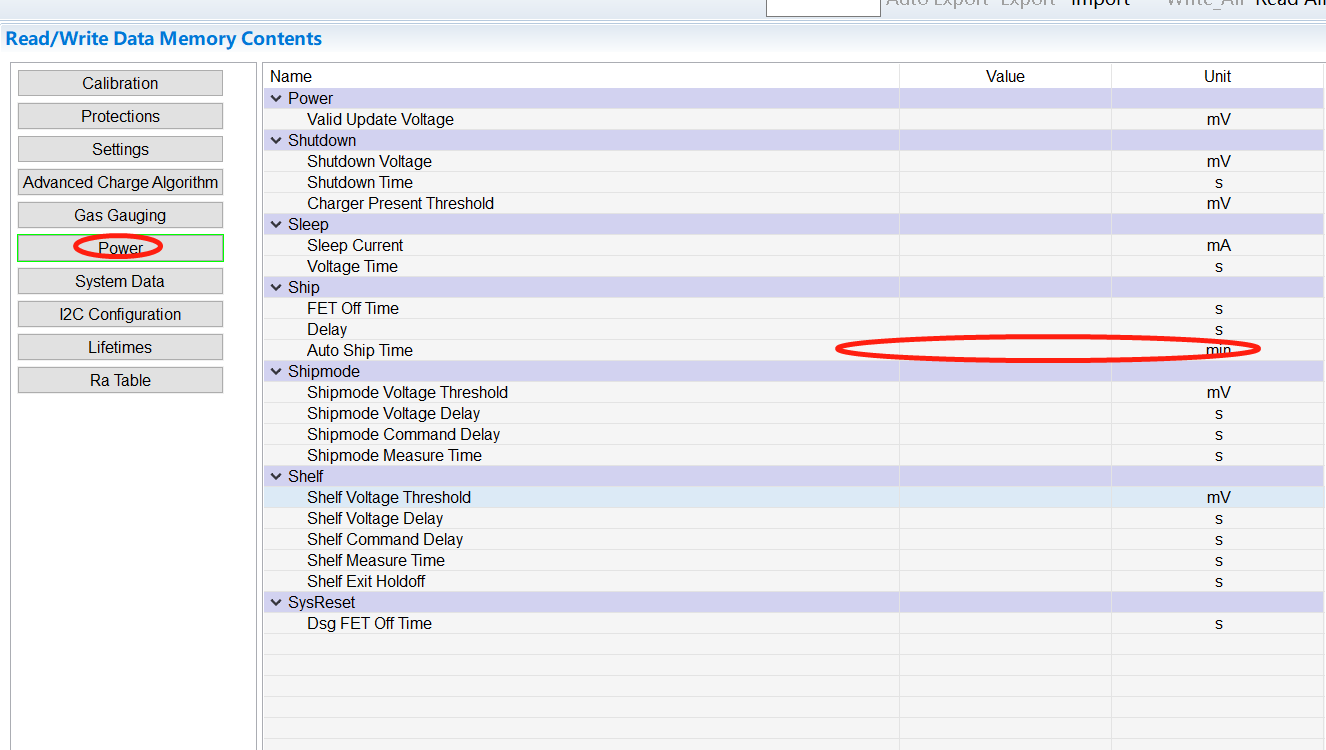 Auto Export Export Import Write_All Read All
Read/Write Data Memory Contents
Calibration
Protections
Settings
Advanced Charge Algorithm
Gas Gauging
Power
System Data
I2C Configuration
Lifetimes
Ra Table
Name Value Unit
Power
Valid Update Voltage mV
Shutdown
Shutdown Voltage mV
Shutdown Time s
Charger Present Threshold mV
Sleep
Sleep Current mA
Voltage Time s
Ship
FET Off Time s
Delay s
Auto Ship Time min
Shipmode
Shipmode Voltage Threshold mV
Shipmode Voltage Delay s
Shipmode Command Delay s
Shipmode Measure Time s
Shelf
Shelf Voltage Threshold mV
Shelf Voltage Delay s
Shelf Command Delay s
Shelf Measure Time s
Shelf Exit Holdoff s
SysReset
Dsg FET Off Time s